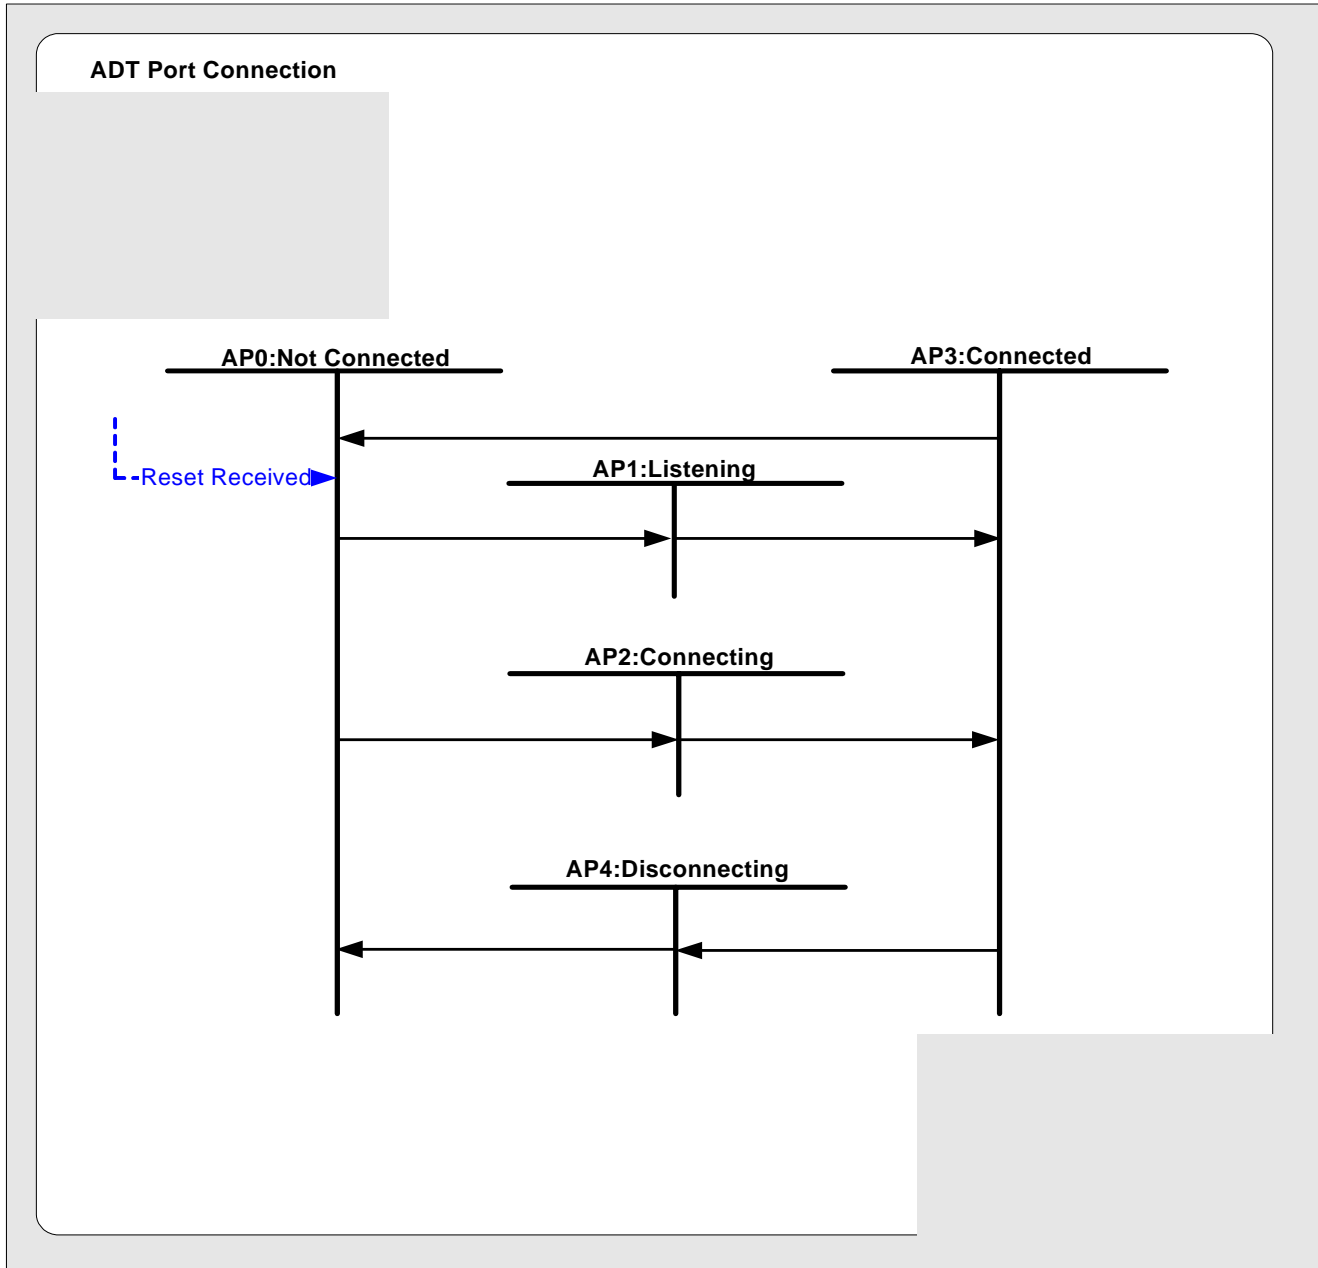 ADT Port Connection
AP0:Not Connected
AP3:Connected
Reset Received
AP1:Listening
AP2:Connecting
AP4:Disconnecting